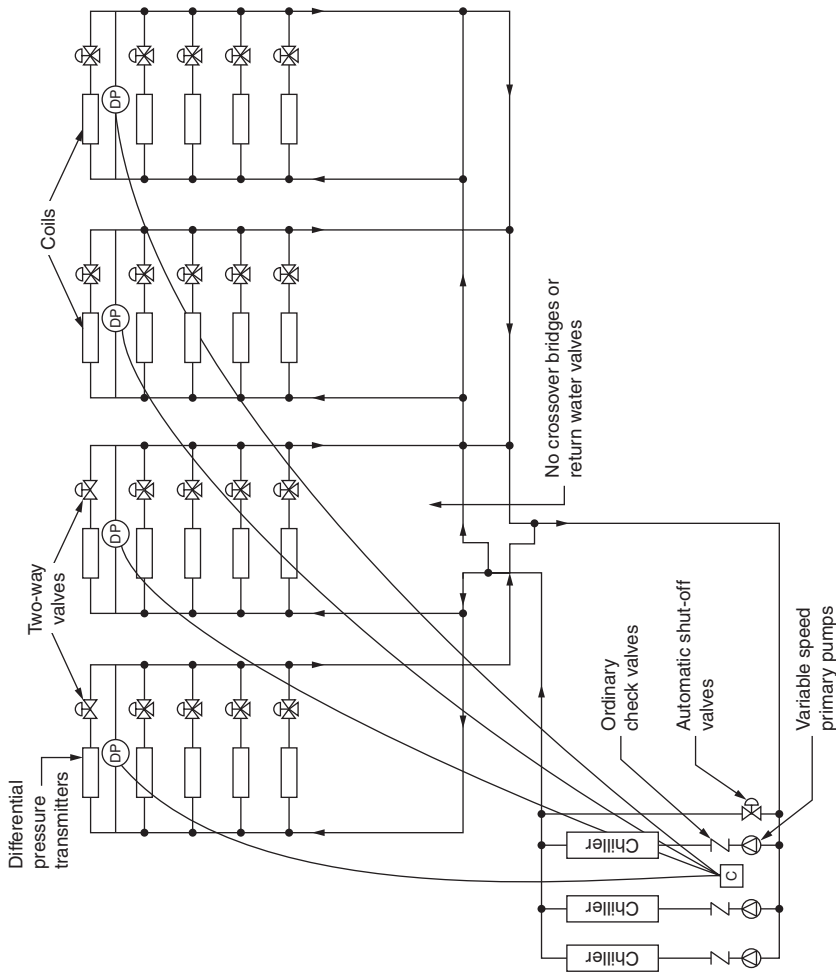 Coils
DP
DP
DP
DP
Two-way
valves
Differential
pressure
transmitters
No crossover bridges or
return water valves
Ordinary
check valves
Automatic shut-off
valves
Variable speed
primary pumps
Chiller
Chiller
Chiller
C